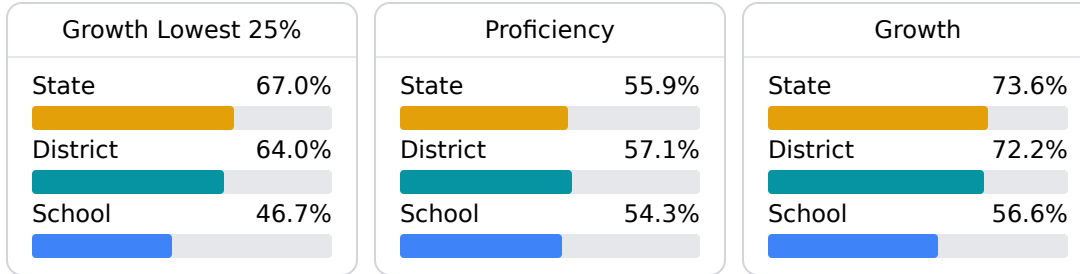 Growth Lowest 25%
State 67.0%
District 64.0%
School 46.7%
Proficiency
State 55.9%
District 57.1%
School 54.3%
Growth
State 73.6%
District 72.2%
School 56.6%